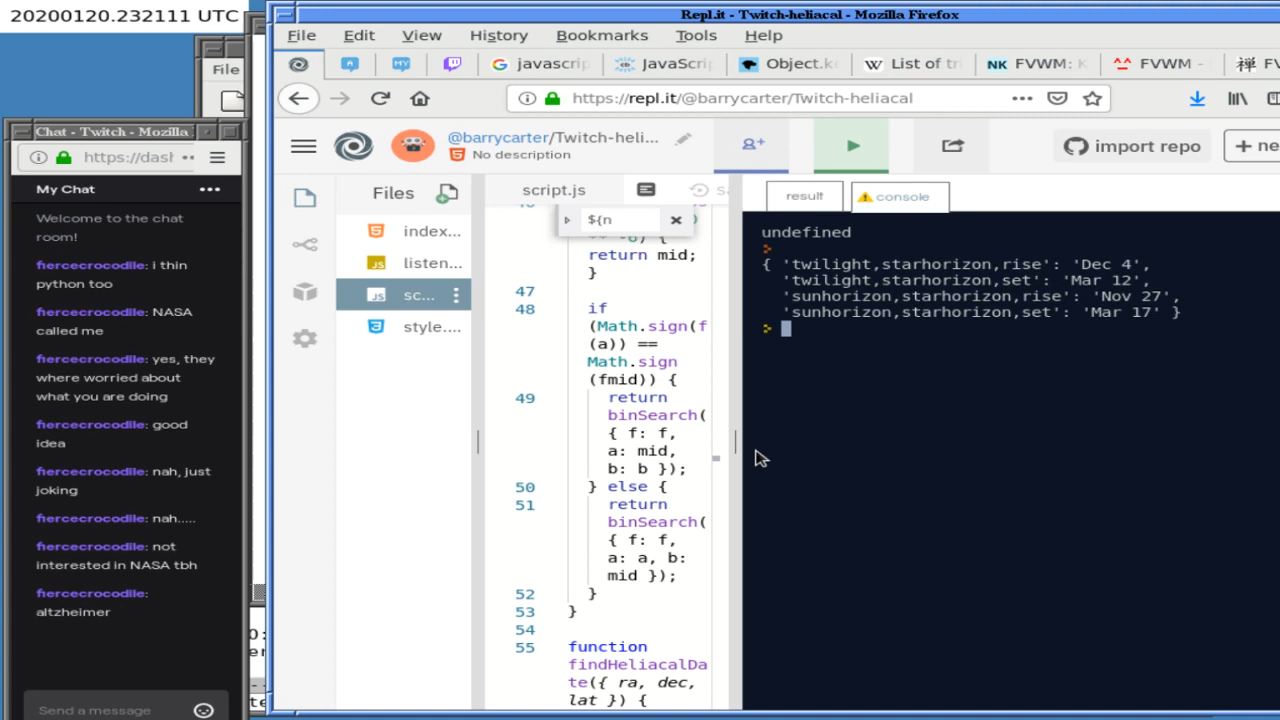 20200120.232111 UTC
File
Chat - Twitch - Mozilla
https://dasl
My Chat
Welcome to the chat
room!
fiercecrocodile: i thin
python too
fiercecrocodile: NASA
called me
fiercecrocodile: yes, they
where worried about
what you are doing
fiercecrocodile: good
idea
fiercecrocodile: nah, just
joking
fiercecrocodile: nah.....
fiercecrocodile: not
interested in NASA tbh
fiercecrocodile:
altzheimer
Send a message
Repl.it - Twitch-heliacal - Mozilla Firefox
File Edit View History Bookmarks Tools Help
javascrip JavaScri Object.k List of tr NK FVWM: K FVWM - 禅 FV
https://repl.it/@barrycarter/Twitch-heliacal
@barrycarter/Twitch-heli...
No description
import repo
+ ne
Files
index...
listen...
sc...
style....
script.js
${n
return mid;
}
47
48 if
(Math.sign(f
(a)) ==
Math.sign
(fmid)) {
49 return
binSearch(
{ f: f,
a: mid,
b: b });
50 } else {
51 return
binSearch(
{ f: f,
a: a, b:
mid });
52 }
53 }
54
55 function
findHeliacalDa
te({ ra, dec,
lat }) {
result console
undefined
>
{ 'twilight,starhorizon,rise': 'Dec 4',
'twilight,starhorizon,set': 'Mar 12',
'sunhorizon,starhorizon,rise': 'Nov 27',
'sunhorizon,starhorizon,set': 'Mar 17' }
>